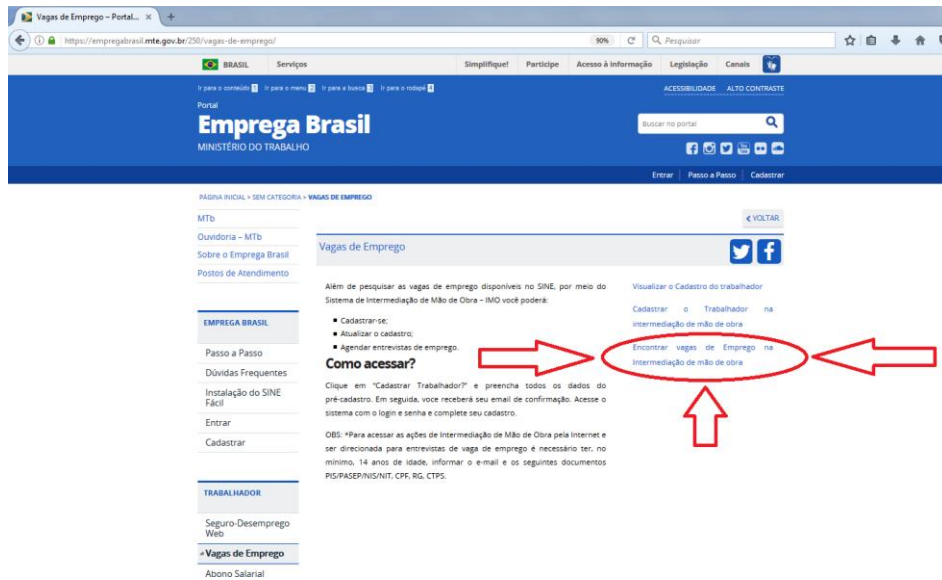 Vagas de Emprego – Portal...
https://empregabrasil.mte.gov.br/250/vagas-de-emprego/
90%
Pesquisar
BRASIL
Serviços
Simplifique!
Participe
Acesso à informação
Legislação
Canais
Ir para o conteúdo 1
Ir para o menu 2
Ir para a busca 3
Ir para o rodapé 4
ACESSIBILIDADE
ALTO CONTRASTE
Portal
Emprega Brasil
MINISTÉRIO DO TRABALHO
Buscar no portal
Entrar
Passo a Passo
Cadastrar
PÁGINA INICIAL > SEM CATEGORIA > VAGAS DE EMPREGO
MTb
Ouvidoria – MTb
Sobre o Emprega Brasil
Postos de Atendimento
EMPREGA BRASIL
Passo a Passo
Dúvidas Frequentes
Instalação do SINE
Fácil
Entrar
Cadastrar
TRABALHADOR
Seguro-Desemprego
Web
Vagas de Emprego
Abono Salarial
VOLTAR
Vagas de Emprego
Além de pesquisar as vagas de emprego disponíveis no SINE, por meio do
Sistema de Intermediação de Mão de Obra – IMO você poderá:
Cadastrar-se;
Atualizar o cadastro;
Agendar entrevistas de emprego.
Como acessar?
Clique em "Cadastrar Trabalhador?" e preencha todos os dados do
pré-cadastro. Em seguida, voce receberá seu email de confirmação. Acesse o
sistema com o login e senha e complete seu cadastro.
OBS: *Para acessar as ações de Intermediação de Mão de Obra pela Internet e
ser direcionada para entrevistas de vaga de emprego é necessário ter, no
mínimo, 14 anos de idade, informar o e-mail e os seguintes documentos
PIS/PASEP/NIS/NIT, CPF, RG, CTPS.
Visualizar o Cadastro do trabalhador
Cadastrar o Trabalhador na
intermediação de mão de obra
Encontrar vagas de Emprego na
Intermediação de mão de obra